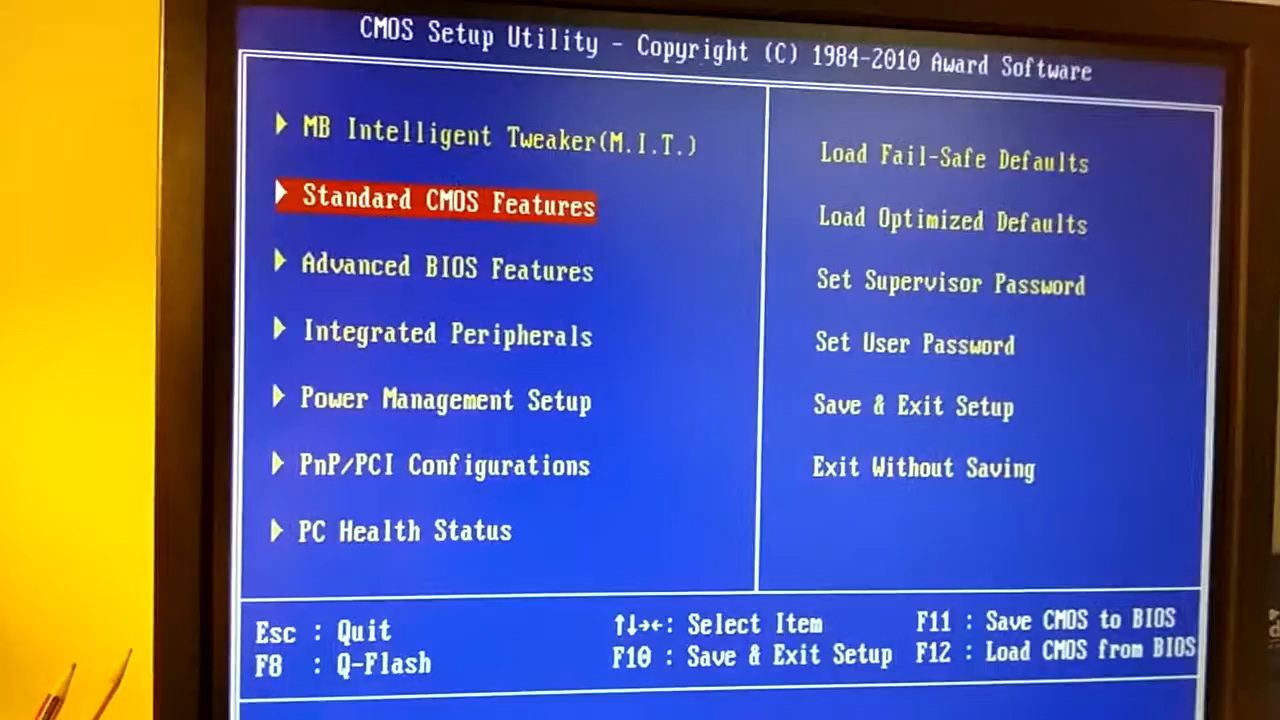 CMOS Setup Utility - Copyright (C) 1984-2010 Award Software
MB Intelligent Tweaker(M.I.T.)
Standard CMOS Features
Advanced BIOS Features
Integrated Peripherals
Power Management Setup
PnP/PCI Configurations
PC Health Status
Load Fail-Safe Defaults
Load Optimized Defaults
Set Supervisor Password
Set User Password
Save & Exit Setup
Exit Without Saving
Esc : Quit
F8 : Q-Flash
↑↓→←: Select Item
F10 : Save & Exit Setup
F11 : Save CMOS to BIOS
F12 : Load CMOS from BIOS